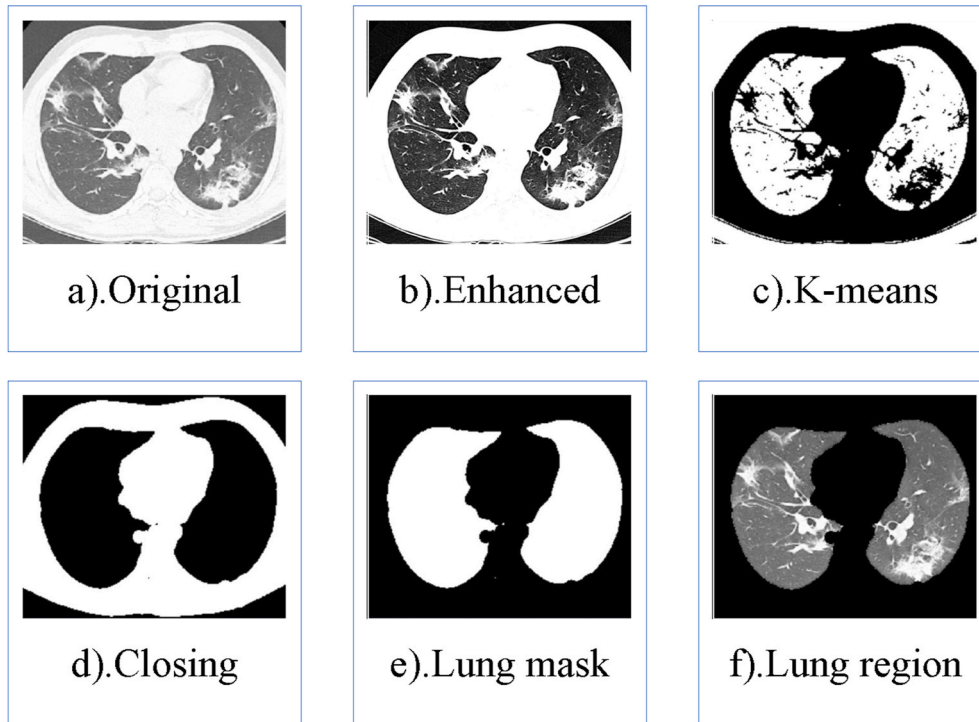 a).Original
b).Enhanced
c).K-means
d).Closing
e).Lung mask
f).Lung region